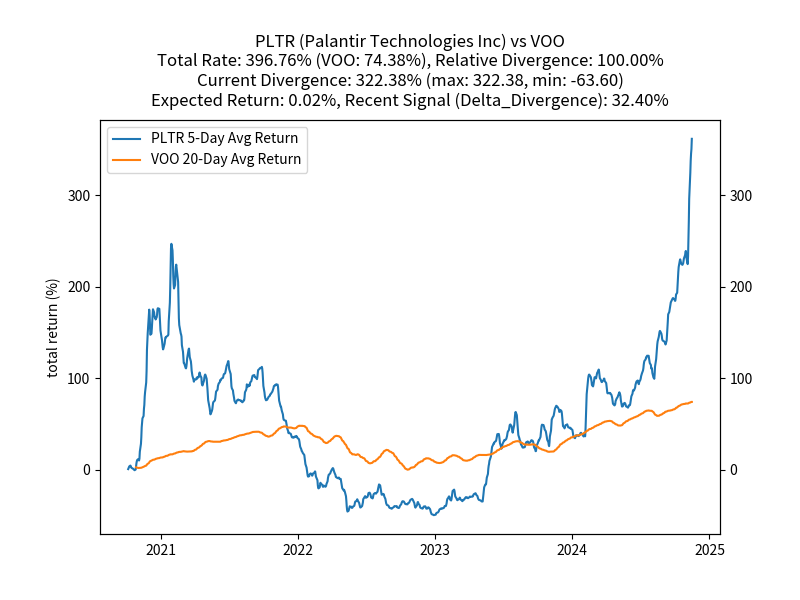 PLTR (Palantir Technologies Inc) vs VOO
Total Rate: 396.76% (VOO: 74.38%), Relative Divergence: 100.00%
Current Divergence: 322.38% (max: 322.38, min: -63.60)
Expected Return: 0.02%, Recent Signal (Delta_Divergence): 32.40%
PLTR 5-Day Avg Return
VOO 20-Day Avg Return
total return (%)
300
200
100
0
300
200
100
0
2021
2022
2023
2024
2025